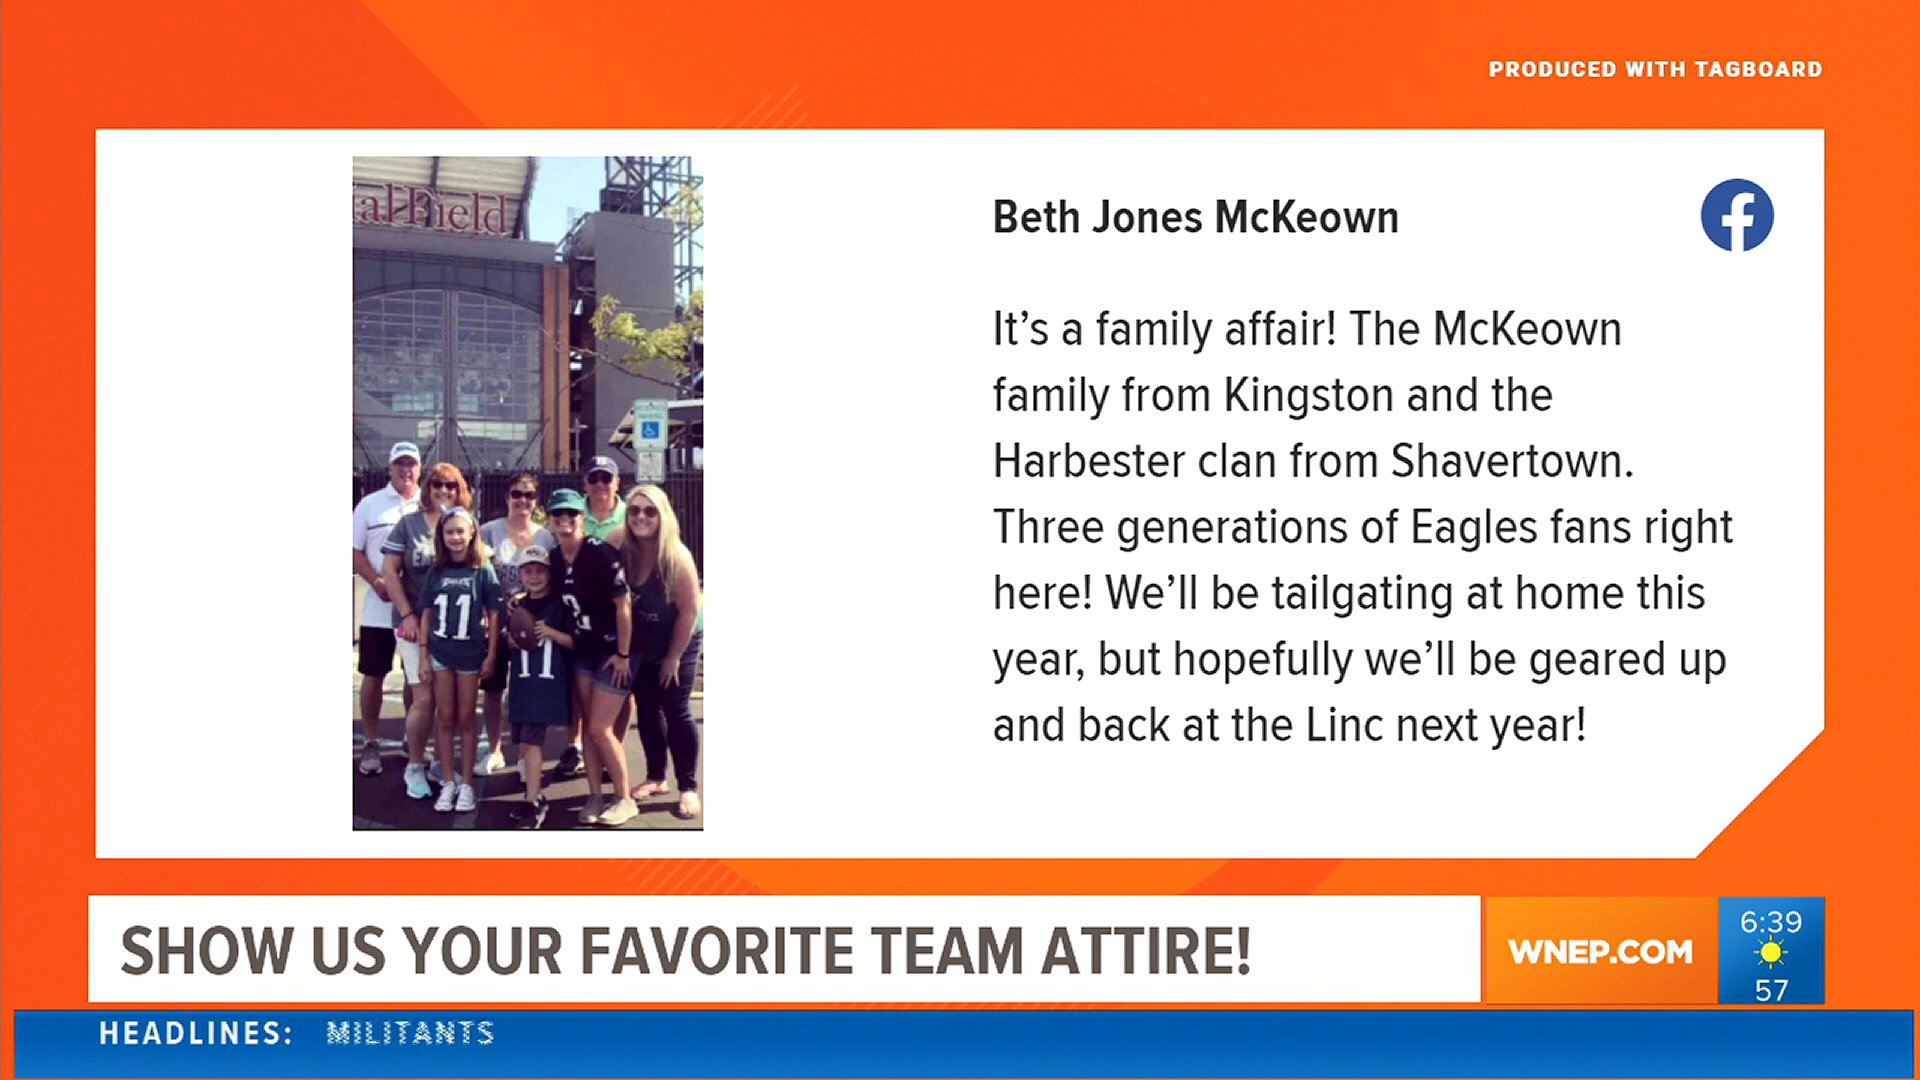 PRODUCED WITH TAGBOARD
ial Field
Beth Jones McKeown
It's a family affair! The McKeown
family from Kingston and the
Harbester clan from Shavertown.
Three generations of Eagles fans right
here! We'll be tailgating at home this
year, but hopefully we'll be geared up
and back at the Linc next year!
11
11
SHOW US YOUR FAVORITE TEAM ATTIRE!
WNEP.COM
6:39
57
HEADLINES: MILITANTS